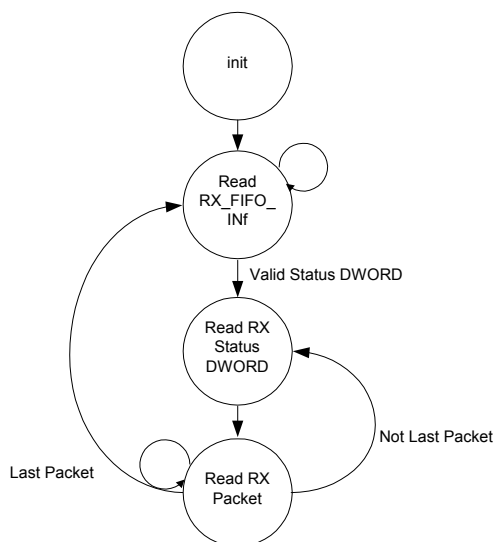 init
Read
RX_FIFO_
INf
Valid Status DWORD
Read RX
Status
DWORD
Not Last Packet
Last Packet
Read RX
Packet